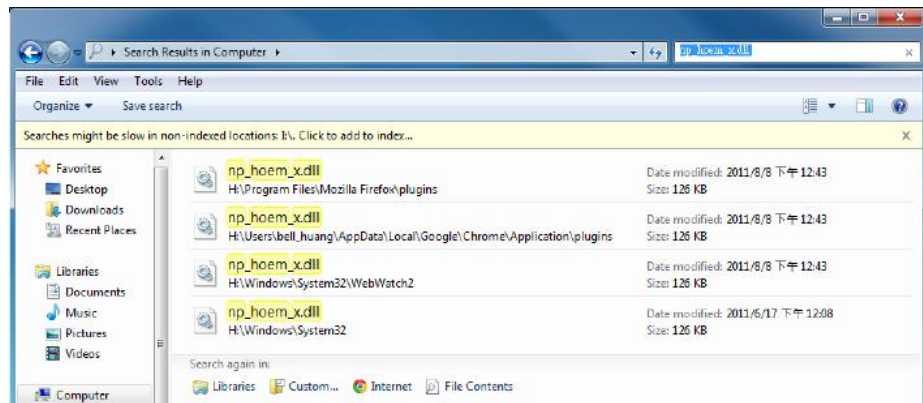 Search Results in Computer
np_hoem_x.dll
File Edit View Tools Help
Organize Save search
Searches might be slow in non-indexed locations: I:\. Click to add to index...
Favorites
Desktop
Downloads
Recent Places
Libraries
Documents
Music
Pictures
Videos
Computer
np_hoem_x.dll
H:\Program Files\Mozilla Firefox\plugins
Date modified: 2011/8/8 下午 12:43
Size: 126 KB
np_hoem_x.dll
H:\Users\bell_huang\AppData\Local\Google\Chrome\Application\plugins
Date modified: 2011/8/8 下午 12:43
Size: 126 KB
np_hoem_x.dll
H:\Windows\System32\WebWatch2
Date modified: 2011/8/8 下午 12:43
Size: 126 KB
np_hoem_x.dll
H:\Windows\System32
Date modified: 2011/6/17 下午 12:08
Size: 126 KB
Search again in:
Libraries Custom... Internet File Contents